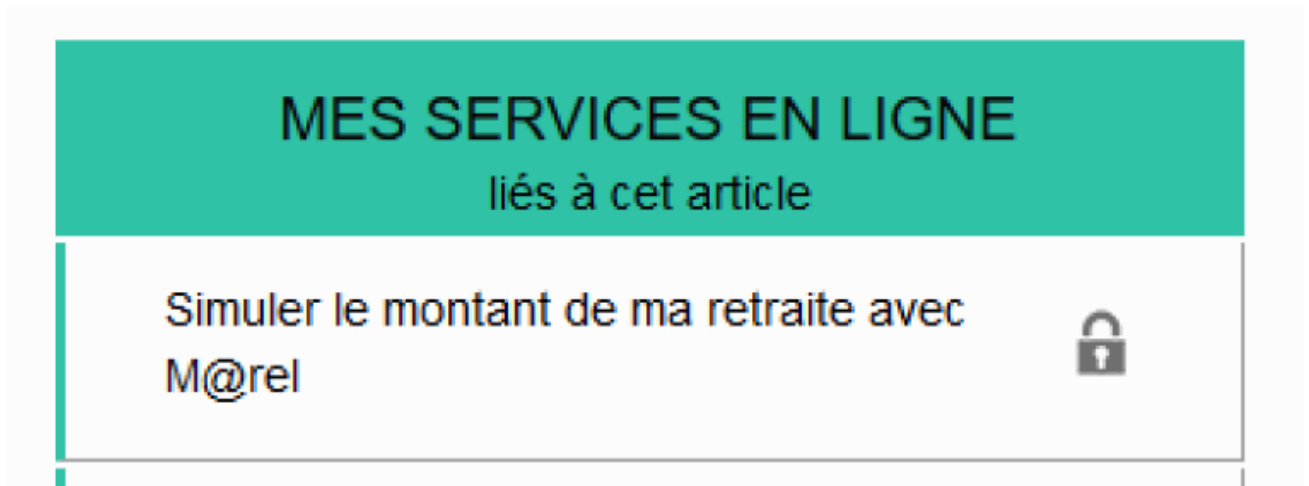 MES SERVICES EN LIGNE
liés à cet article
Simuler le montant de ma retraite avec
M@rel